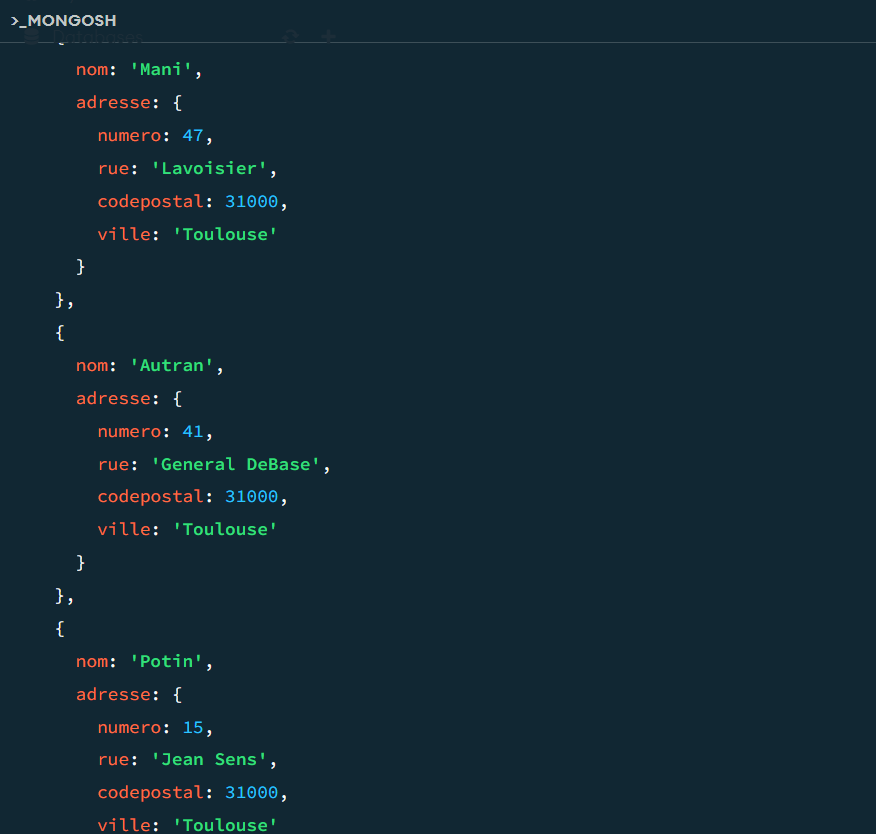 >_MONGOSH
Databases
{
nom: 'Mani',
adresse: {
numero: 47,
rue: 'Lavoisier',
codepostal: 31000,
ville: 'Toulouse'
}
},
{
nom: 'Autran',
adresse: {
numero: 41,
rue: 'General DeBase',
codepostal: 31000,
ville: 'Toulouse'
}
},
{
nom: 'Potin',
adresse: {
numero: 15,
rue: 'Jean Sens',
codepostal: 31000,
ville: 'Toulouse'